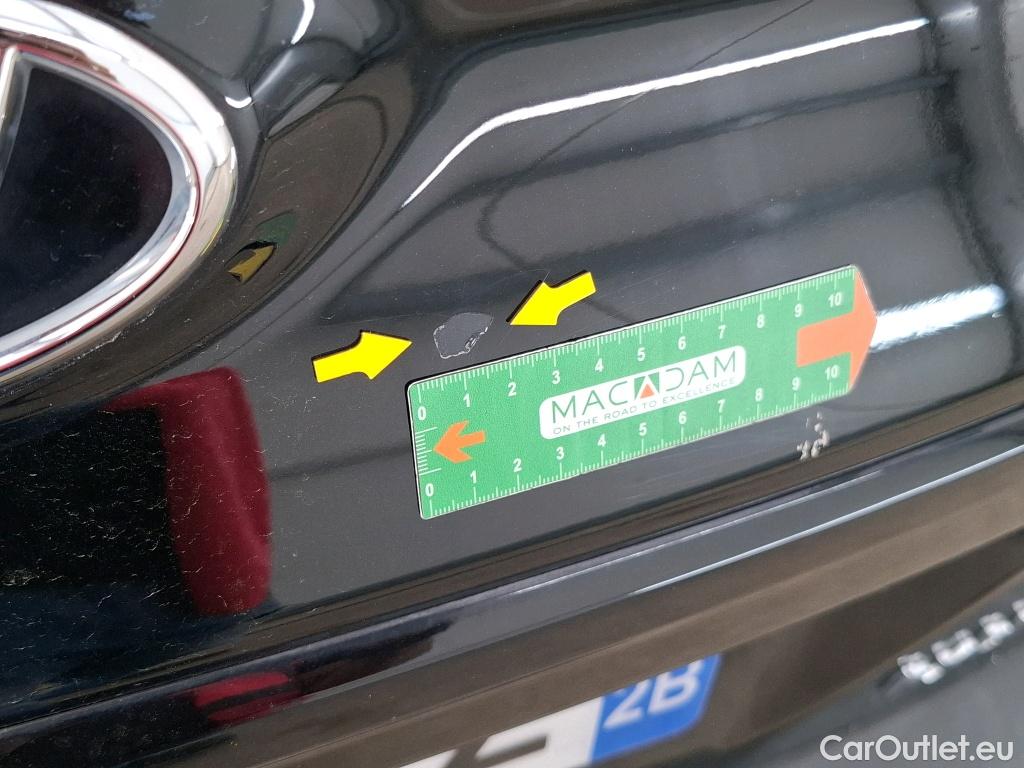 0 1 2 3 4 5 6 7 8 9 10
MACADAM
ON THE ROAD TO EXCELLENCE
0 1 2 3 4 5 6 7 8 9 10
2B
CarOutlet.eu